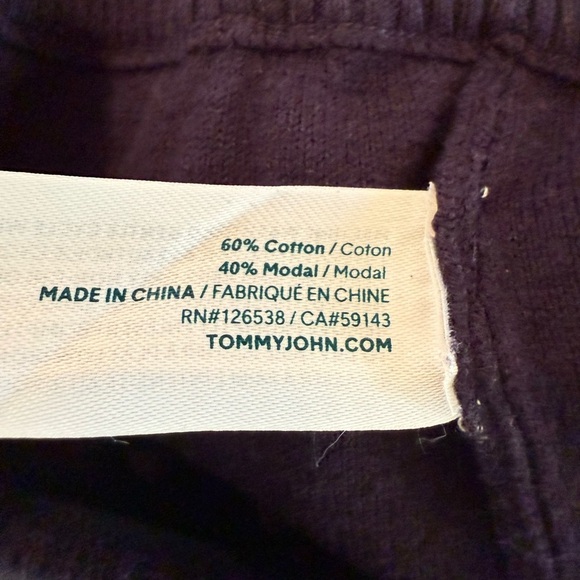 60% Cotton / Coton
40% Modal / Modal
MADE IN CHINA / FABRIQUÉ EN CHINE
RN#126538 / CA#59143
TOMMYJOHN.COM